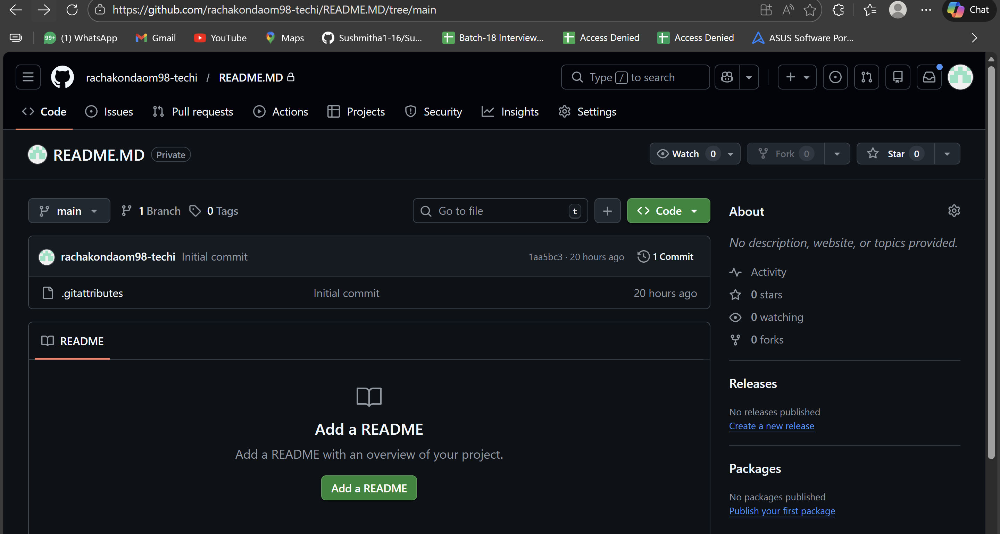 https://github.com/rachakondaom98-techi/README.MD/tree/main
Chat
99+ (1) WhatsApp Gmail YouTube Maps Sushmitha1-16/Su... Batch-18 Interview... Access Denied Access Denied ASUS Software Por...
rachakondaom98-techi / README.MD
Type / to search
Code Issues Pull requests Actions Projects Security Insights Settings
README.MD Private
Watch 0 Fork 0 Star 0
main 1 Branch 0 Tags
Go to file t
Code
rachakondaom98-techi Initial commit 1aa5bc3 · 20 hours ago 1 Commit
.gitattributes Initial commit 20 hours ago
README
Add a README
Add a README with an overview of your project.
Add a README
About
No description, website, or topics provided.
Activity
0 stars
0 watching
0 forks
Releases
No releases published
Create a new release
Packages
No packages published
Publish your first package